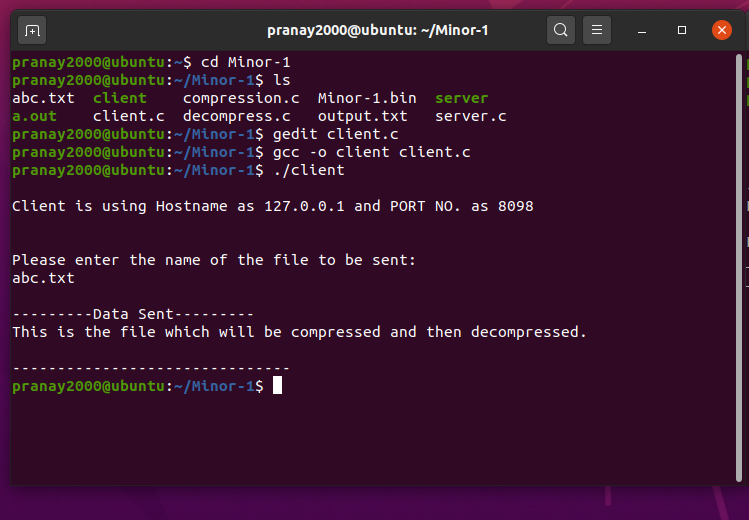 pranay2000@ubuntu: ~/Minor-1
pranay2000@ubuntu:~$ cd Minor-1
pranay2000@ubuntu:~/Minor-1$ ls
abc.txt  client    compression.c  Minor-1.bin  server
a.out    client.c  decompress.c   output.txt   server.c
pranay2000@ubuntu:~/Minor-1$ gedit client.c
pranay2000@ubuntu:~/Minor-1$ gcc -o client client.c
pranay2000@ubuntu:~/Minor-1$ ./client
Client is using Hostname as 127.0.0.1 and PORT NO. as 8098
Please enter the name of the file to be sent:
abc.txt
---------Data Sent---------
This is the file which will be compressed and then decompressed.
-------------------------------
pranay2000@ubuntu:~/Minor-1$